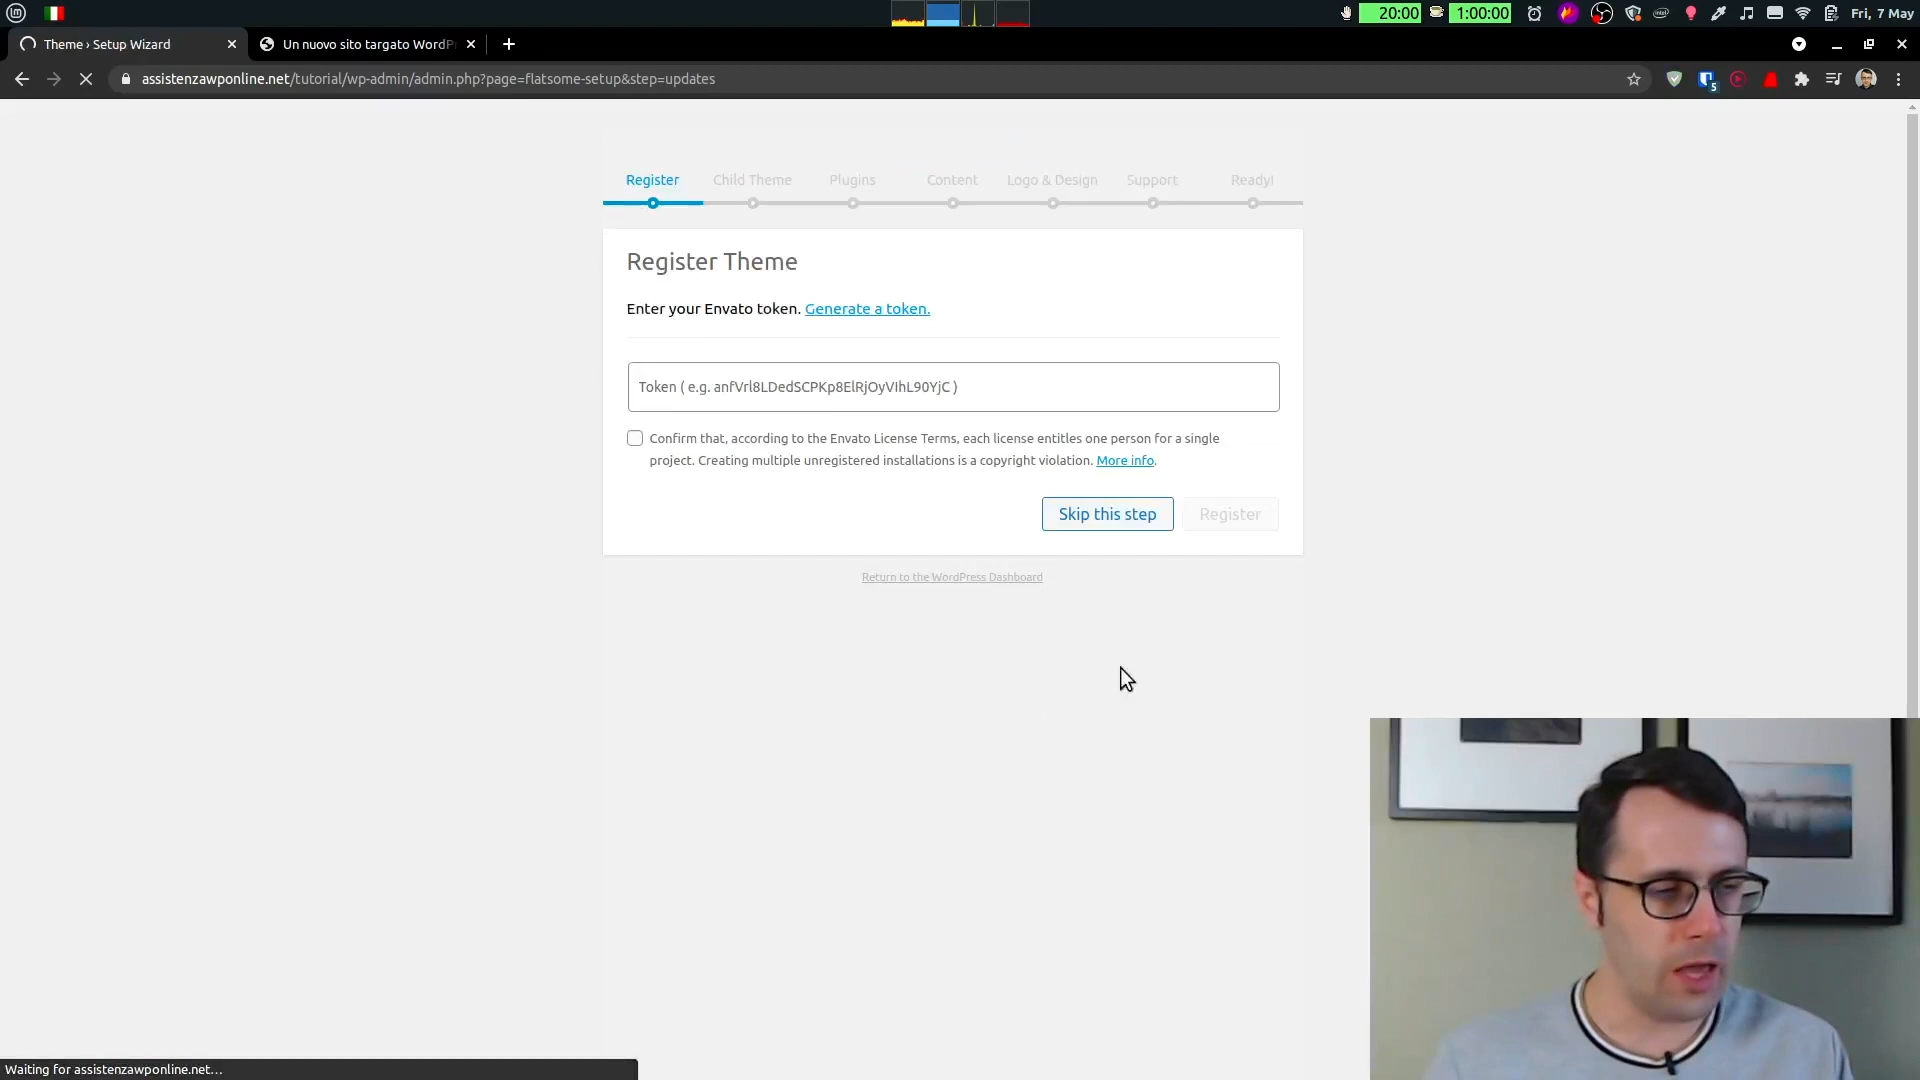 20:00 1:00:00 Fri, 7 May
Theme › Setup Wizard Un nuovo sito targato WordP
assistenzawponline.net/tutorial/wp-admin/admin.php?page=flatsome-setup&step=updates
5
Register Child Theme Plugins Content Logo & Design Support Ready!
Register Theme
Enter your Envato token. Generate a token.
Token ( e.g. anfVrl8LDedSCPKp8ElRjOyVIhL90YjC )
Confirm that, according to the Envato License Terms, each license entitles one person for a single
project. Creating multiple unregistered installations is a copyright violation. More info.
Skip this step Register
Return to the WordPress Dashboard
Waiting for assistenzawponline.net...